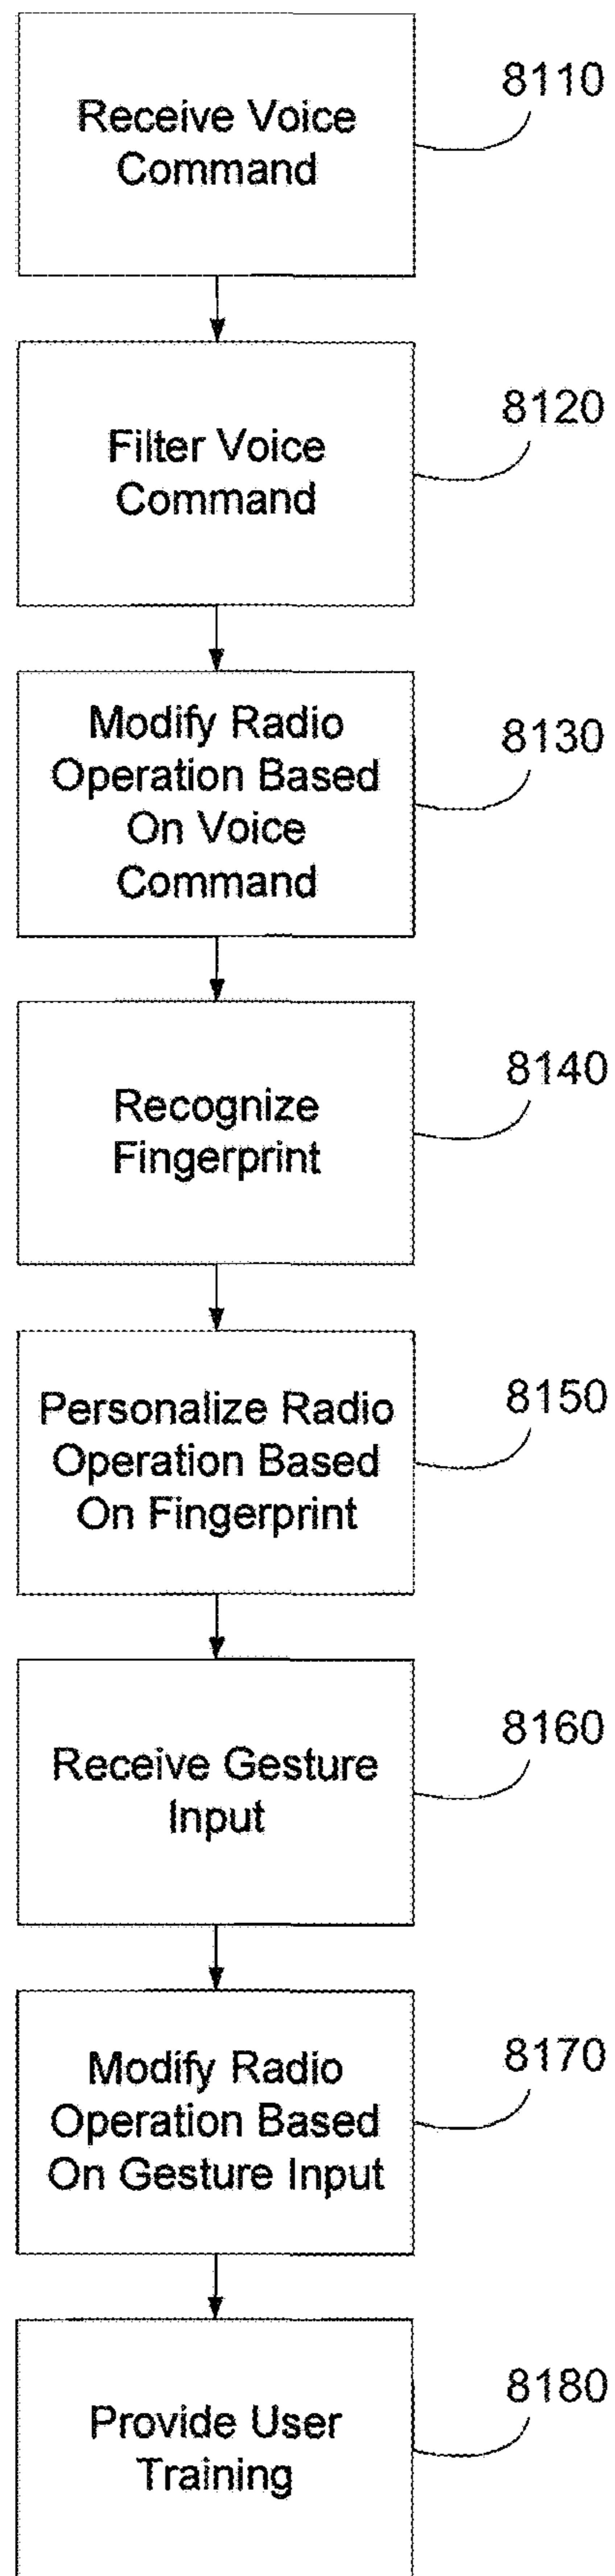 8110
Receive Voice
Command
8120
Filter Voice
Command
8130
Modify Radio
Operation Based
On Voice
Command
8140
Recognize
Fingerprint
8150
Personalize Radio
Operation Based
On Fingerprint
8160
Receive Gesture
Input
8170
Modify Radio
Operation Based
On Gesture Input
8180
Provide User
Training